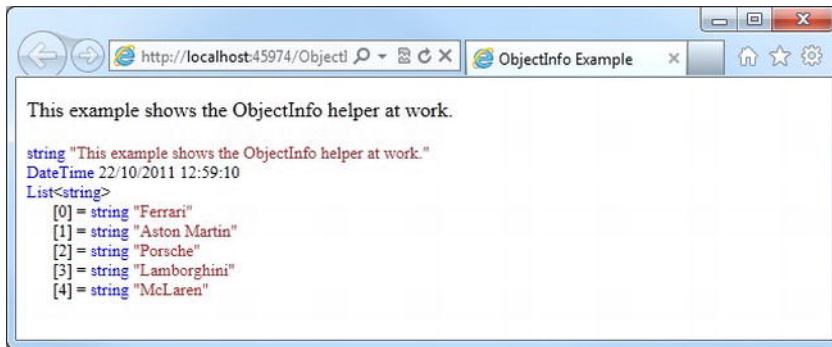 http://localhost:45974/ObjectI
ObjectInfo Example
This example shows the ObjectInfo helper at work.
string "This example shows the ObjectInfo helper at work."
DateTime 22/10/2011 12:59:10
List<string>
[0] = string "Ferrari"
[1] = string "Aston Martin"
[2] = string "Porsche"
[3] = string "Lamborghini"
[4] = string "McLaren"